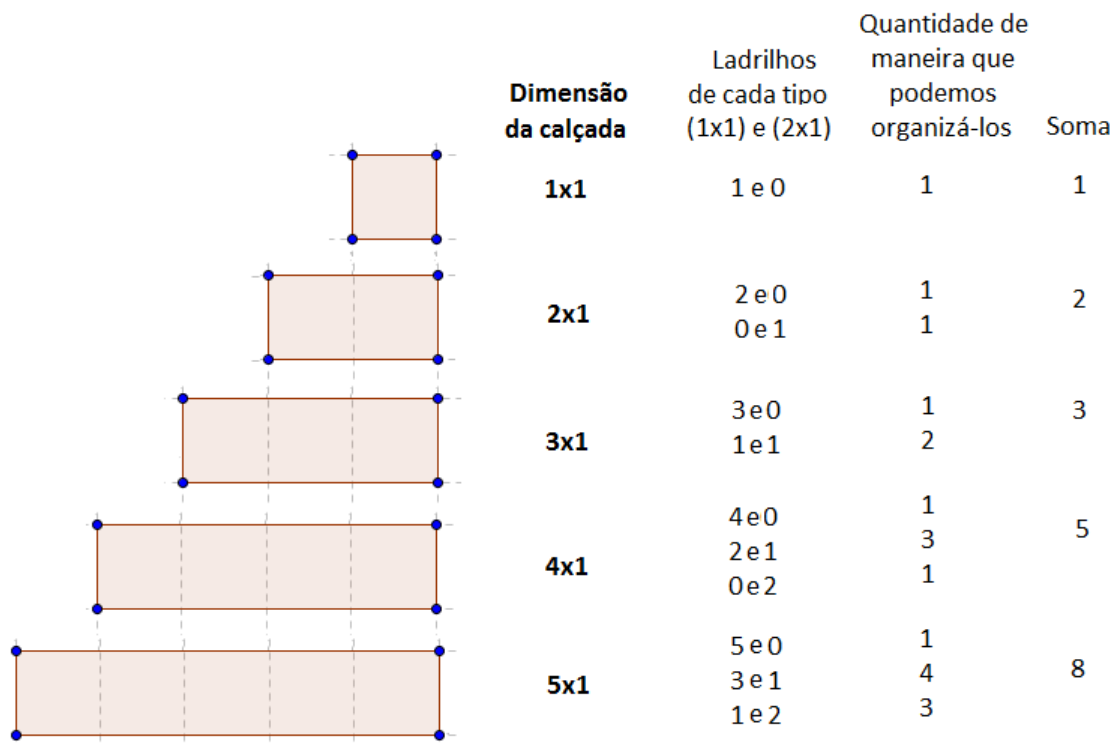 Dimensão
da calçada
Ladrilhos
de cada tipo
(1x1) e (2x1)
Quantidade de
maneira que
podemos
organizá-los
Soma
1x1
1 e 0
1
1
2x1
2 e 0
1
0 e 1
1
2
3x1
3 e 0
1
1 e 1
2
3
4x1
4 e 0
1
2 e 1
3
0 e 2
1
5
5x1
5 e 0
1
3 e 1
4
1 e 2
3
8